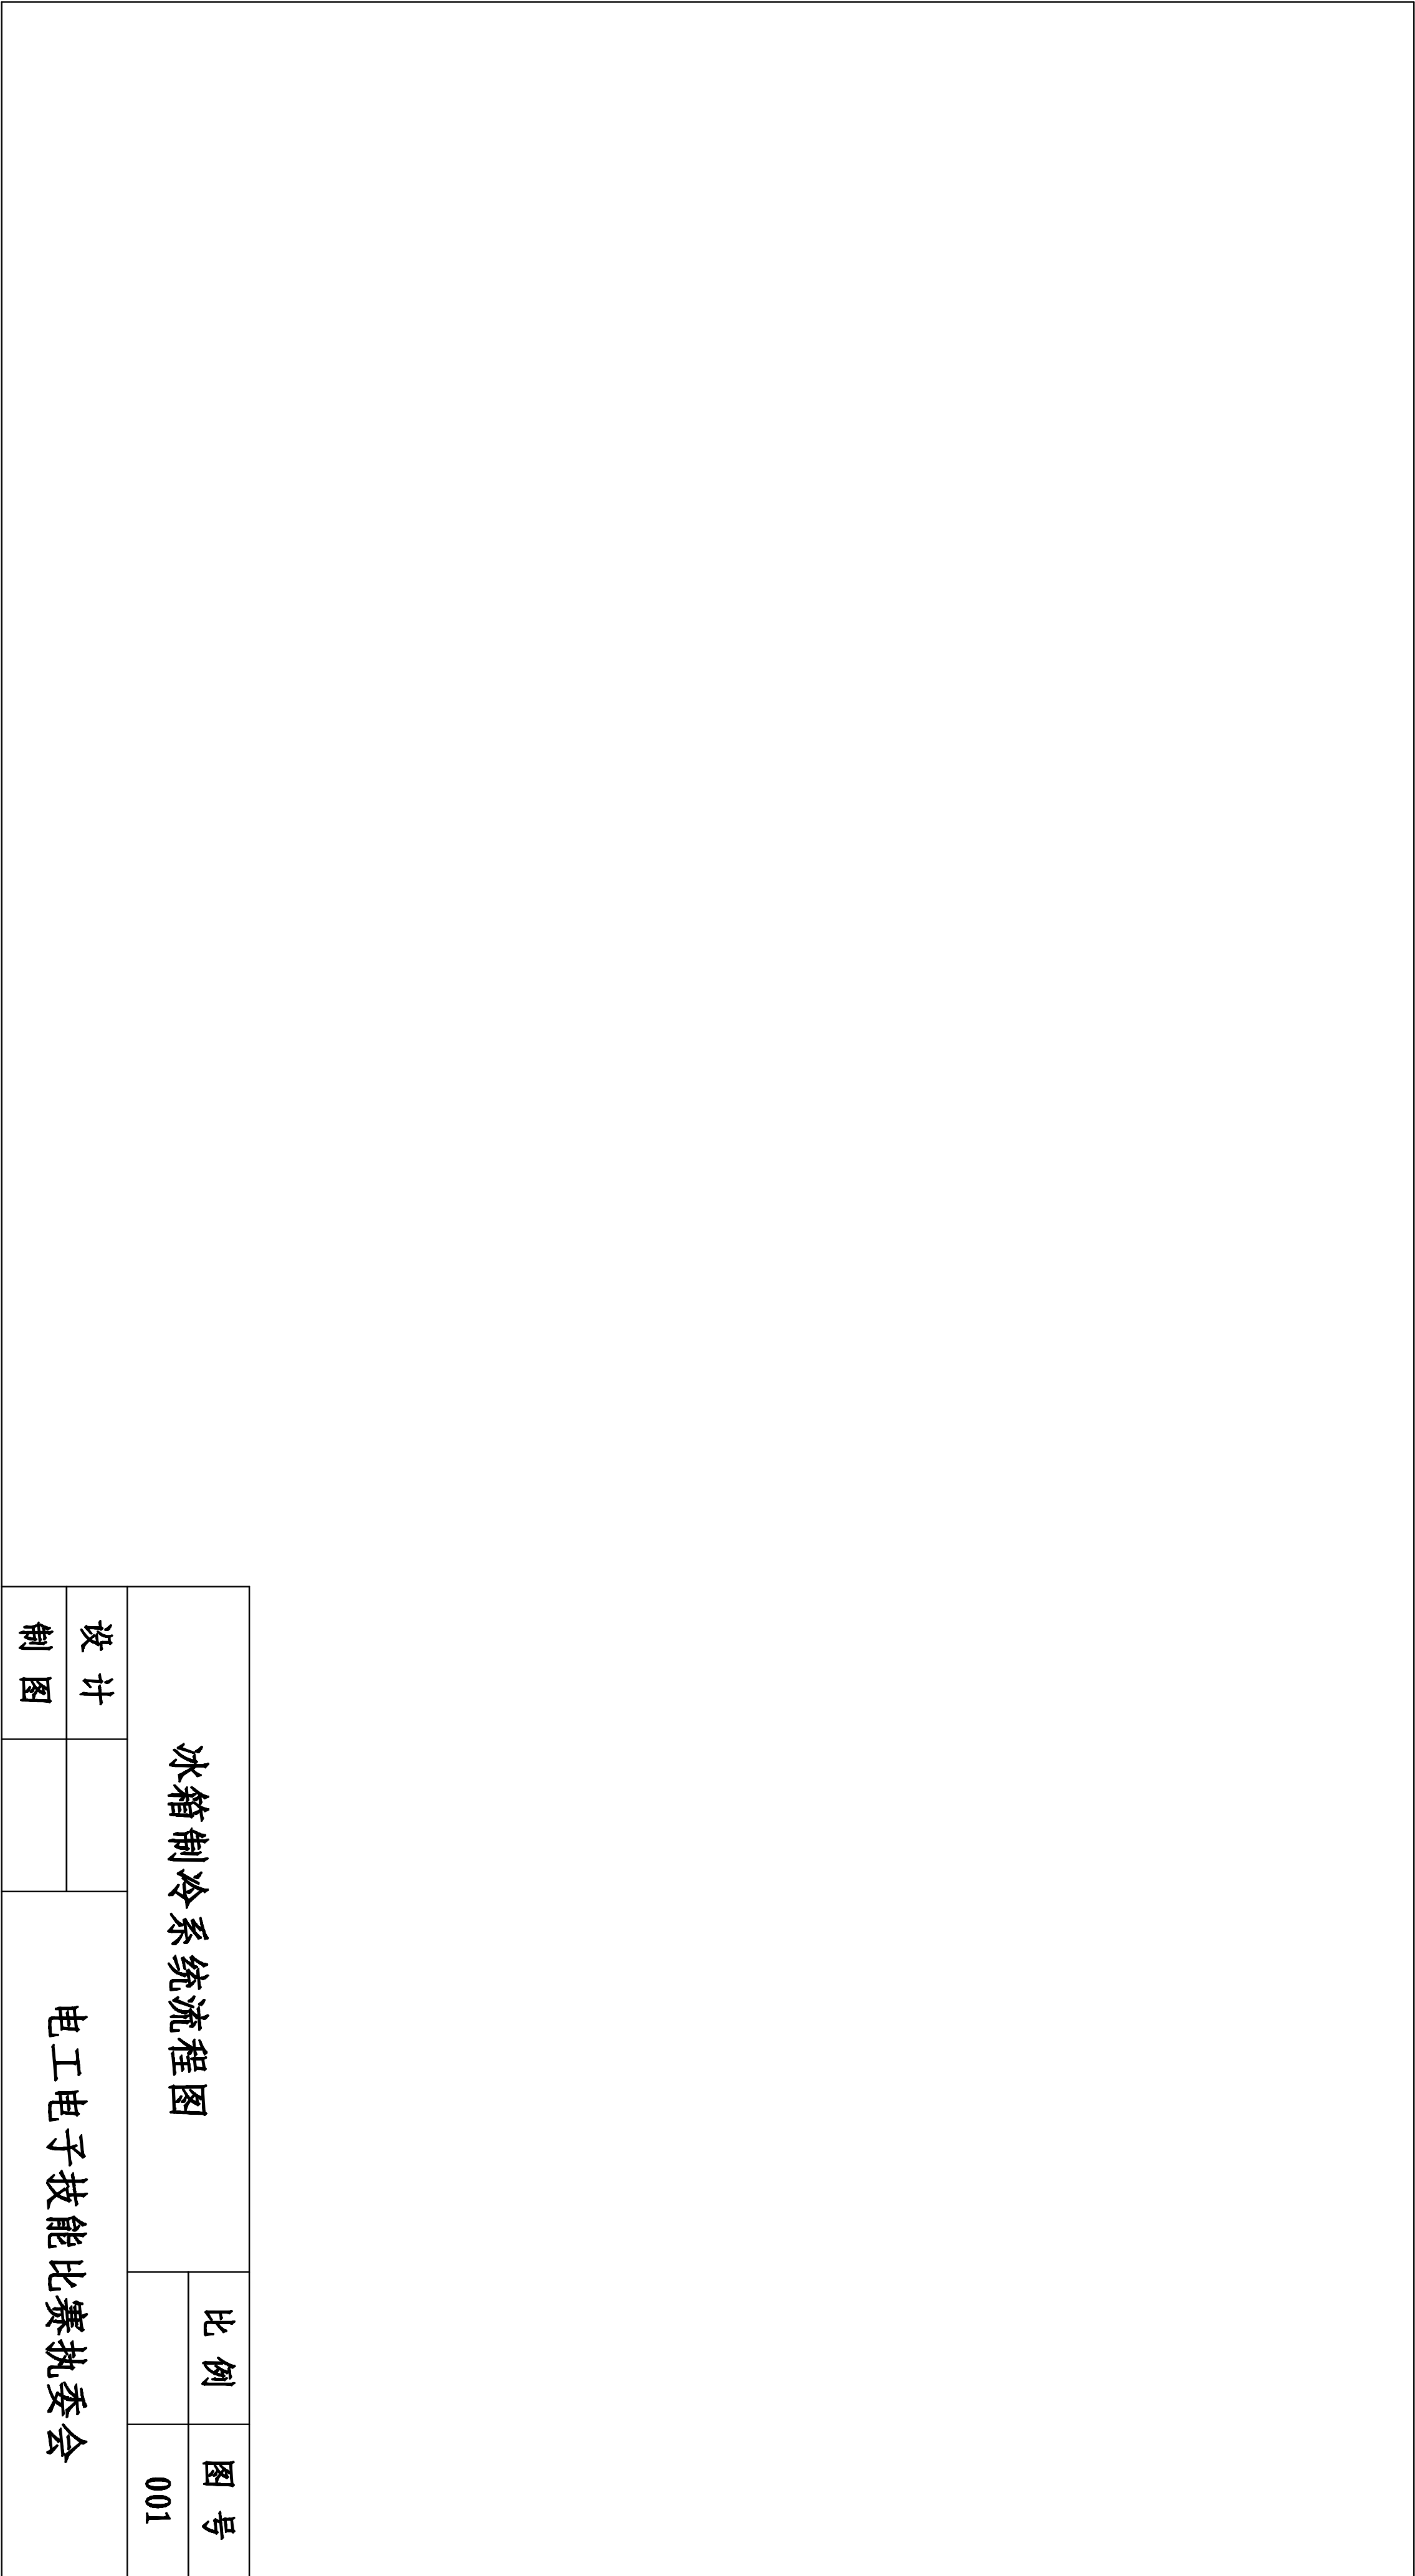 冰箱制冷系统流程图
比 例
图 号
001
设 计
制 图
电工电子技能比赛执委会